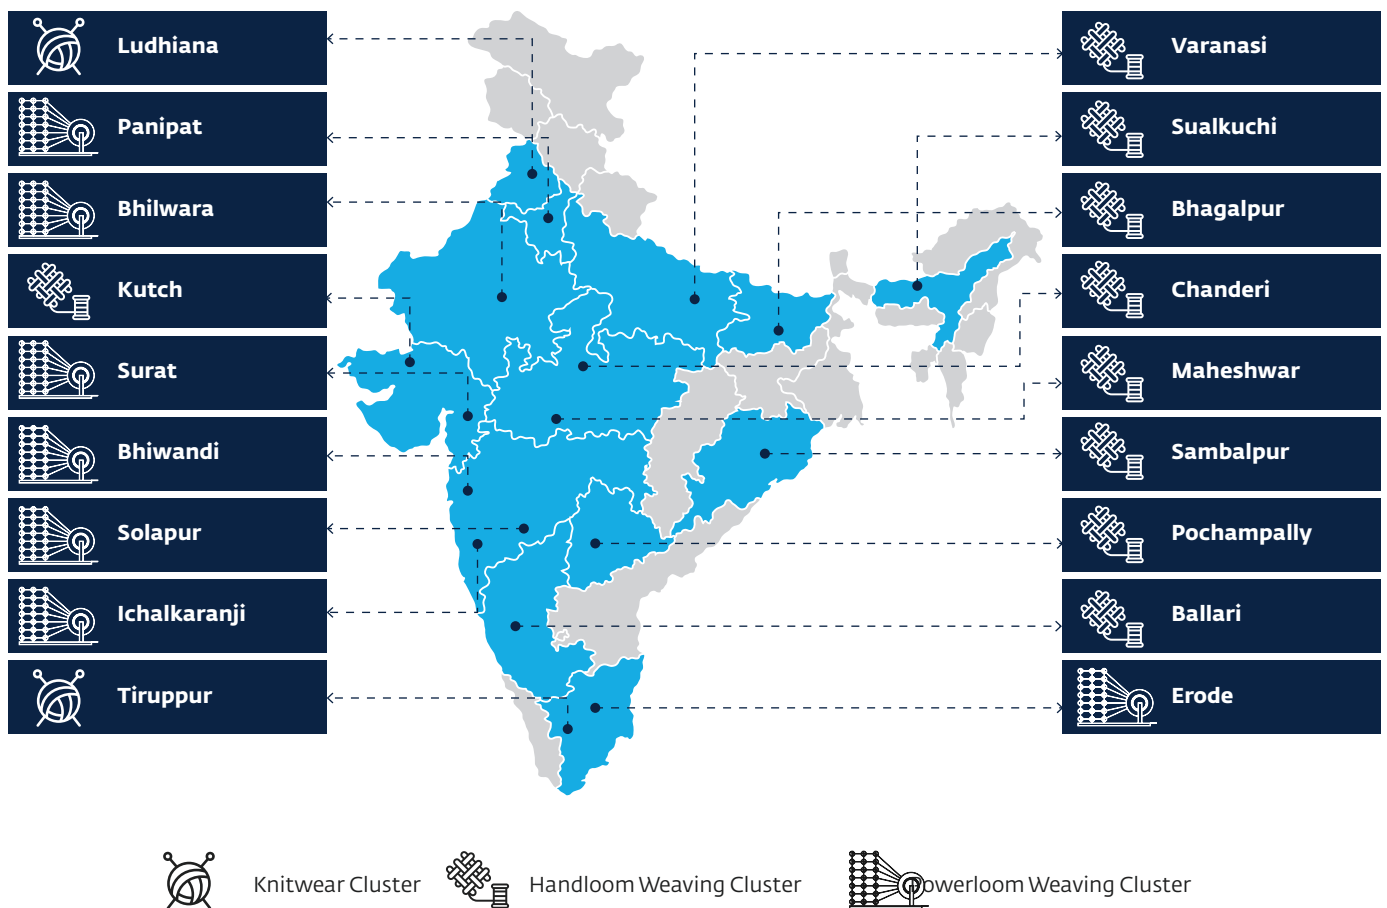 Ludhiana
Panipat
Bhilwara
Kutch
Surat
Bhiwandi
Solapur
Ichalkaranji
Tiruppur
Varanasi
Sualkuchi
Bhagalpur
Chanderi
Maheshwar
Sambalpur
Pochampally
Ballari
Erode
Knitwear Cluster
Handloom Weaving Cluster
Powerloom Weaving Cluster